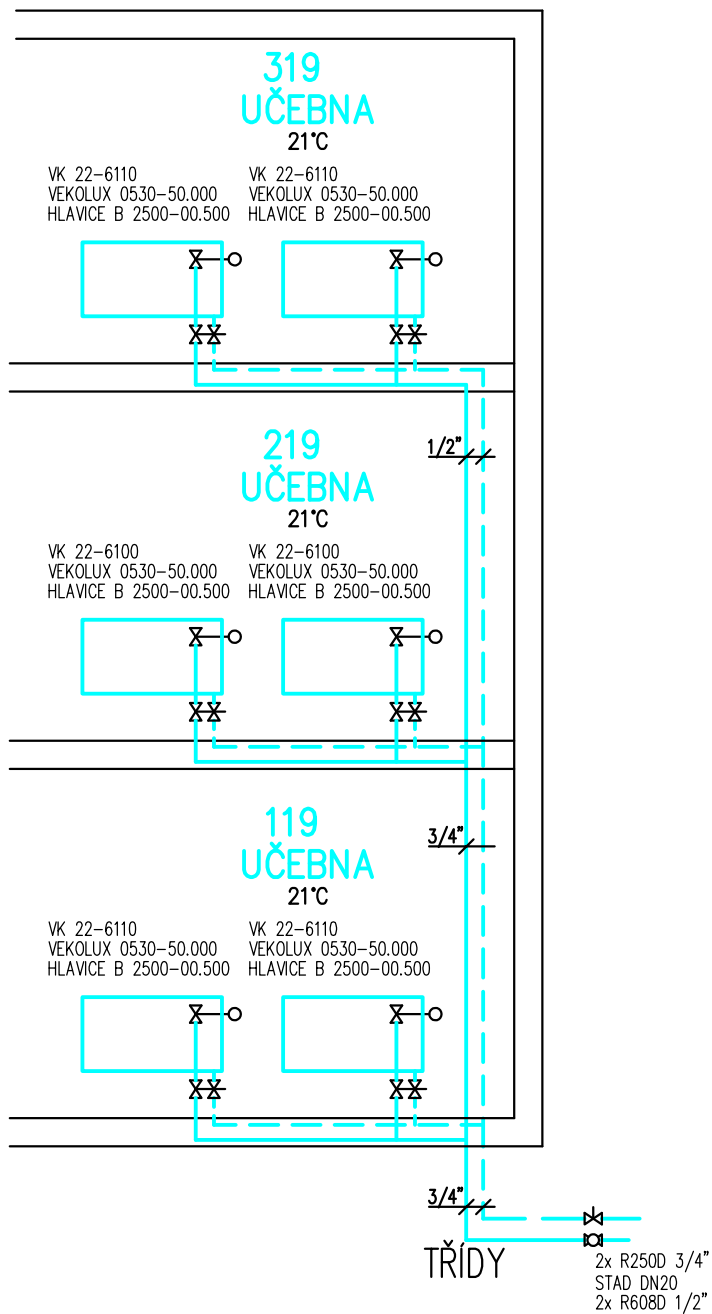 319
UČEBNA
21°C
VK 22-6110
VEKOLUX 0530-50.000
HLAVICE B 2500-00.500
VK 22-6110
VEKOLUX 0530-50.000
HLAVICE B 2500-00.500
1/2"
219
UČEBNA
21°C
VK 22-6100
VEKOLUX 0530-50.000
HLAVICE B 2500-00.500
VK 22-6100
VEKOLUX 0530-50.000
HLAVICE B 2500-00.500
3/4"
119
UČEBNA
21°C
VK 22-6110
VEKOLUX 0530-50.000
HLAVICE B 2500-00.500
VK 22-6110
VEKOLUX 0530-50.000
HLAVICE B 2500-00.500
3/4"
TŘÍDY
2x R250D 3/4"
STAD DN20
2x R608D 1/2"